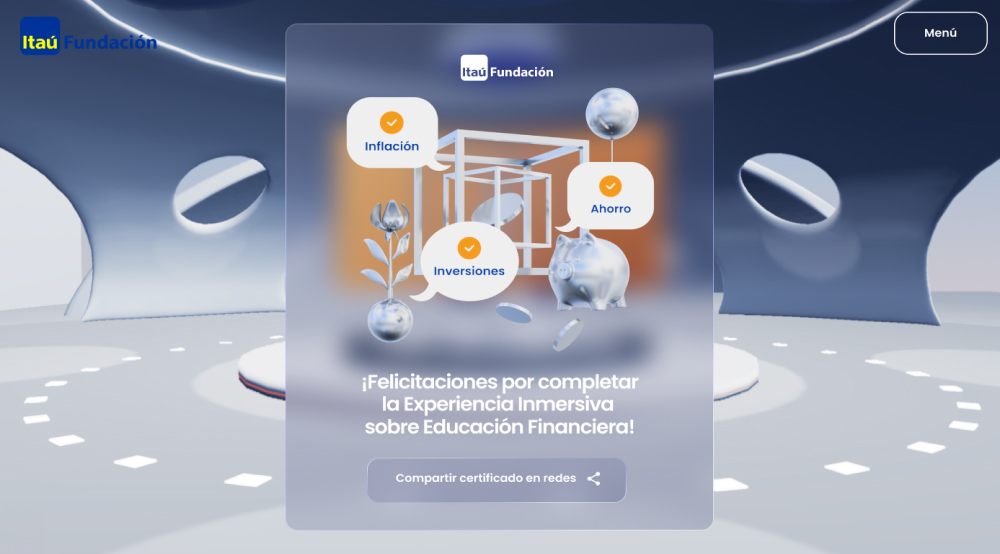 Itaú Fundación
Menú
Itaú Fundación
Inflación
Ahorro
Inversiones
¡Felicitaciones por completar
la Experiencia Inmersiva
sobre Educación Financiera!
Compartir certificado en redes